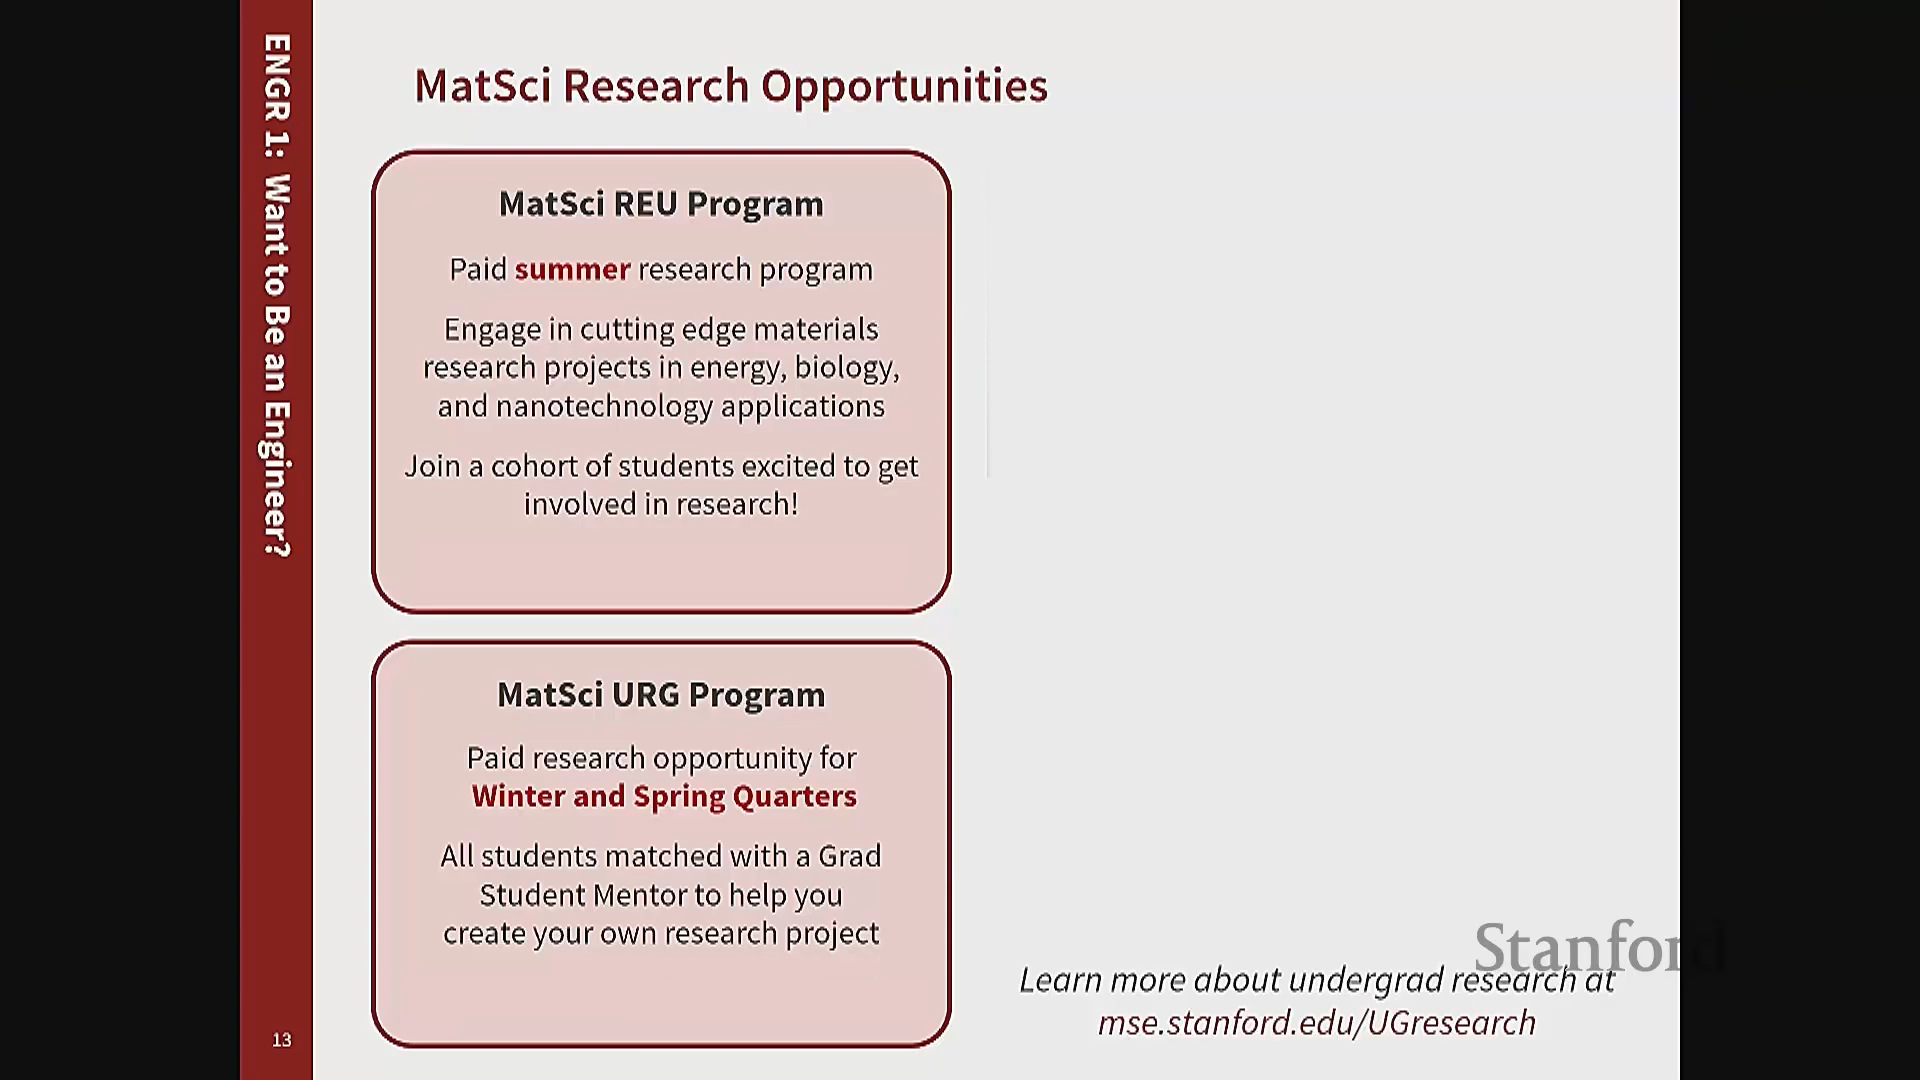 ENGR 1: Want to Be an Engineer?
MatSci Research Opportunities
MatSci REU Program
Paid summer research program
Engage in cutting edge materials
research projects in energy, biology,
and nanotechnology applications
Join a cohort of students excited to get
involved in research!
MatSci URG Program
Paid research opportunity for
Winter and Spring Quarters
All students matched with a Grad
Student Mentor to help you
create your own research project
Stanford
Learn more about undergrad research at
mse.stanford.edu/UGresearch
13